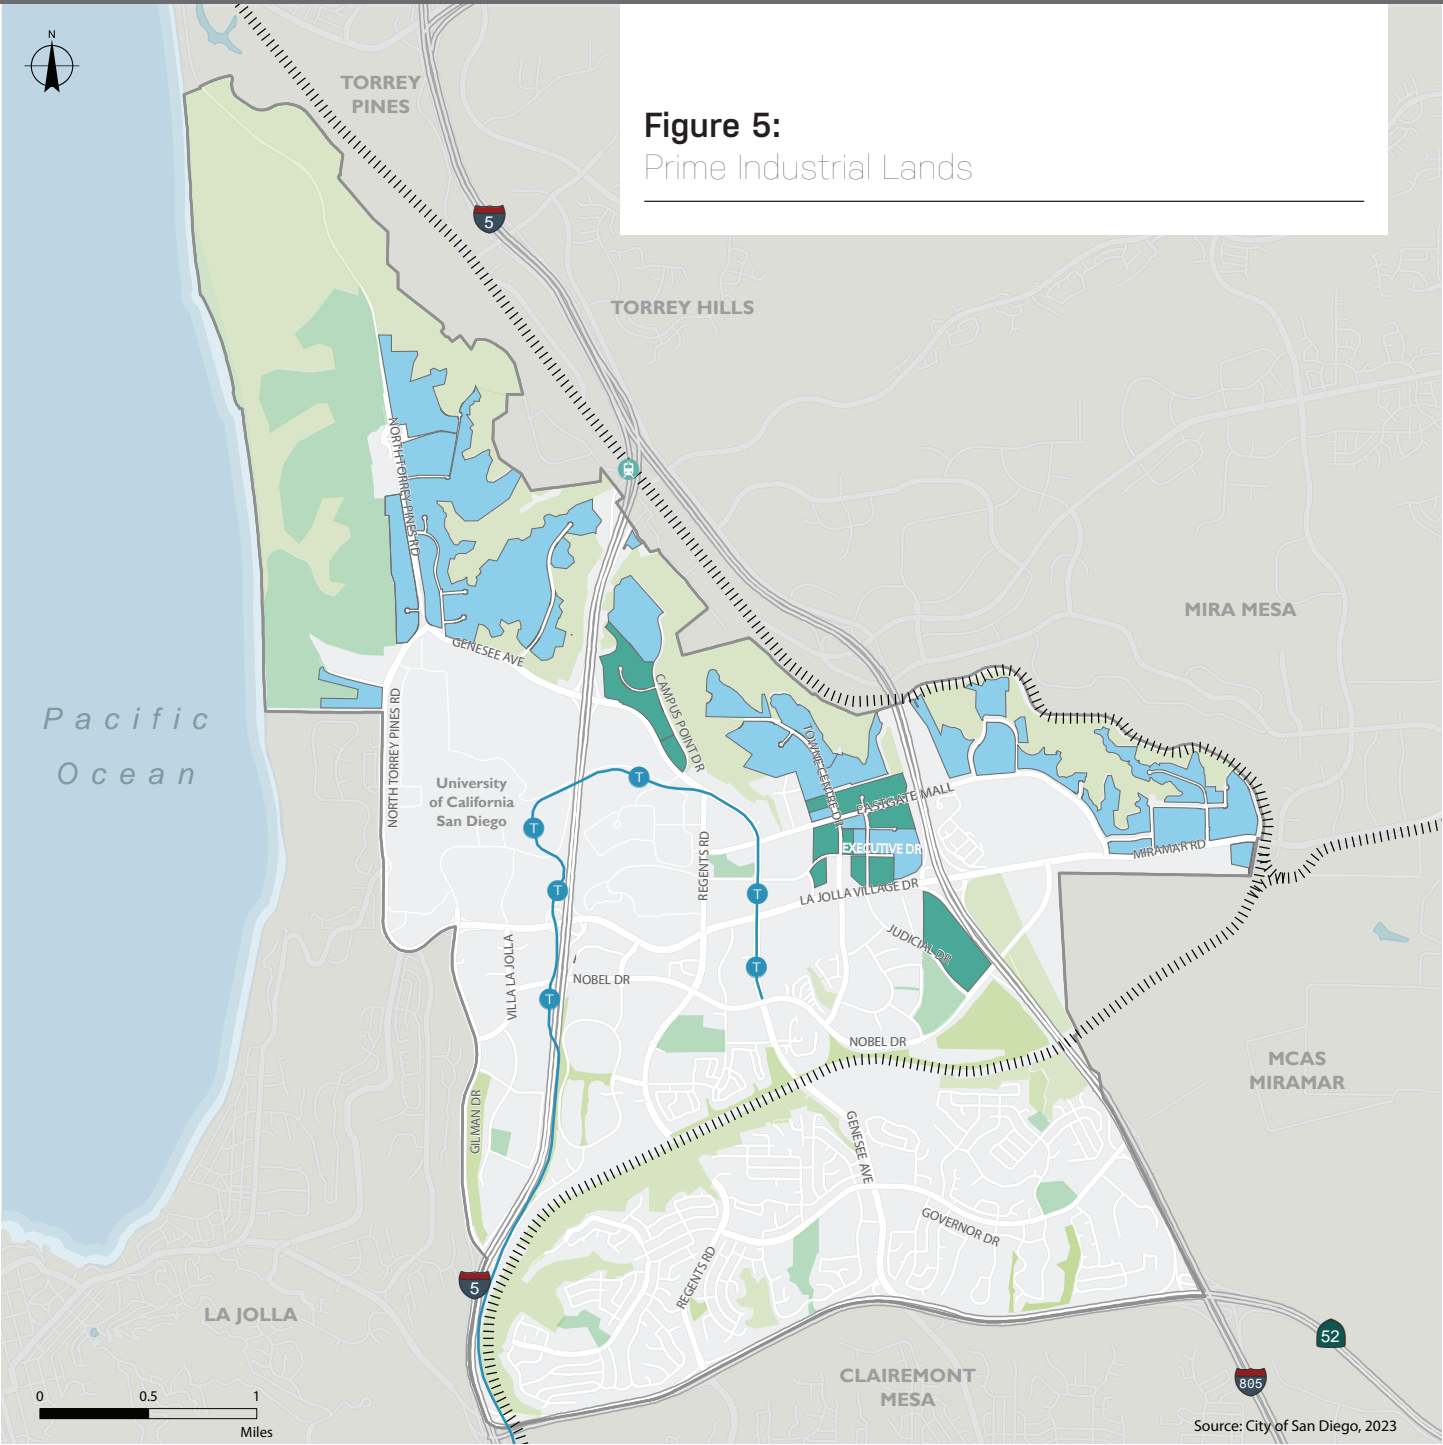 N
TORREY
PINES
Figure 5:
Prime Industrial Lands
5
TORREY HILLS
NORTH TORREY PINES RD
MIRA MESA
GENESEE AVE
CAMPUS POINT DR
NORTH TORREY PINES RD
Pacific
Ocean
TOWNE CENTRE DR
University
of California
San Diego
T
T
T
T
T
T
EASTGATE MALL
EXECUTIVE DR
MIRAMAR RD
REGENTS RD
LA JOLLA VILLAGE DR
JUDICIAL DR
VILLA LA JOLLA
NOBEL DR
NOBEL DR
MCAS
MIRAMAR
GILMAN DR
GENESEE AVE
GOVERNOR DR
REGENTS RD
5
LA JOLLA
52
CLAIREMONT
MESA
805
0 0.5 1
Miles
Source: City of San Diego, 2023